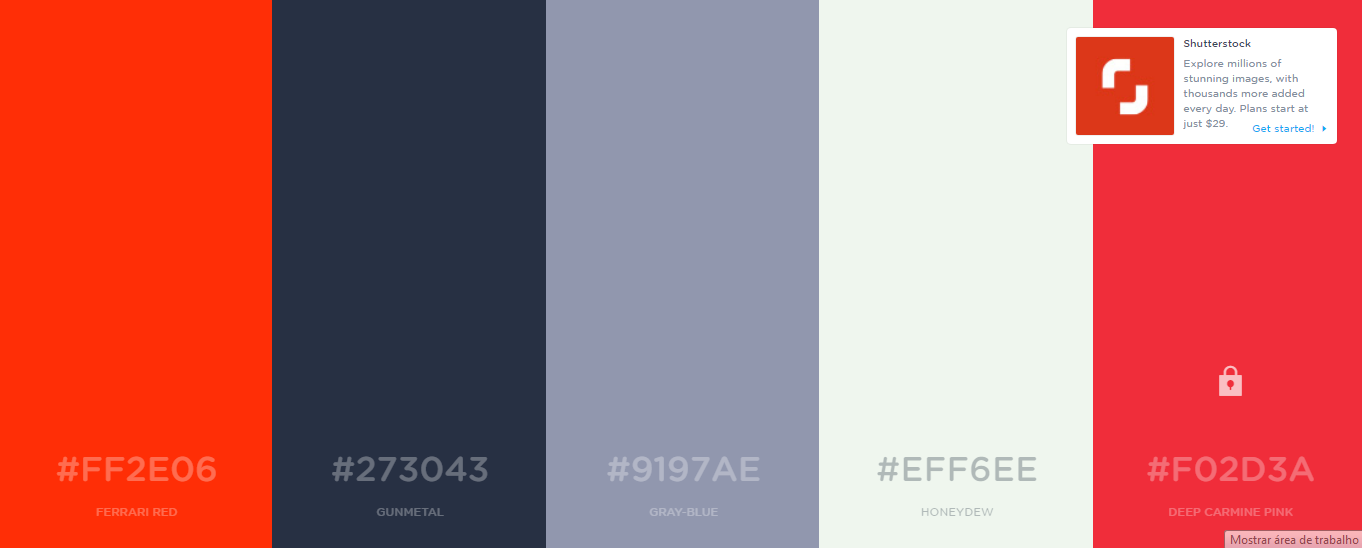 Shutterstock
Explore millions of
stunning images, with
thousands more added
every day. Plans start at
just $29.
Get started!
#FF2E06
#273043
#9197AE
#EFF6EE
#F02D3A
FERRARI RED
GUNMETAL
GRAY-BLUE
HONEYDEW
DEEP CARMINE PINK
Mostrar área de trabalho